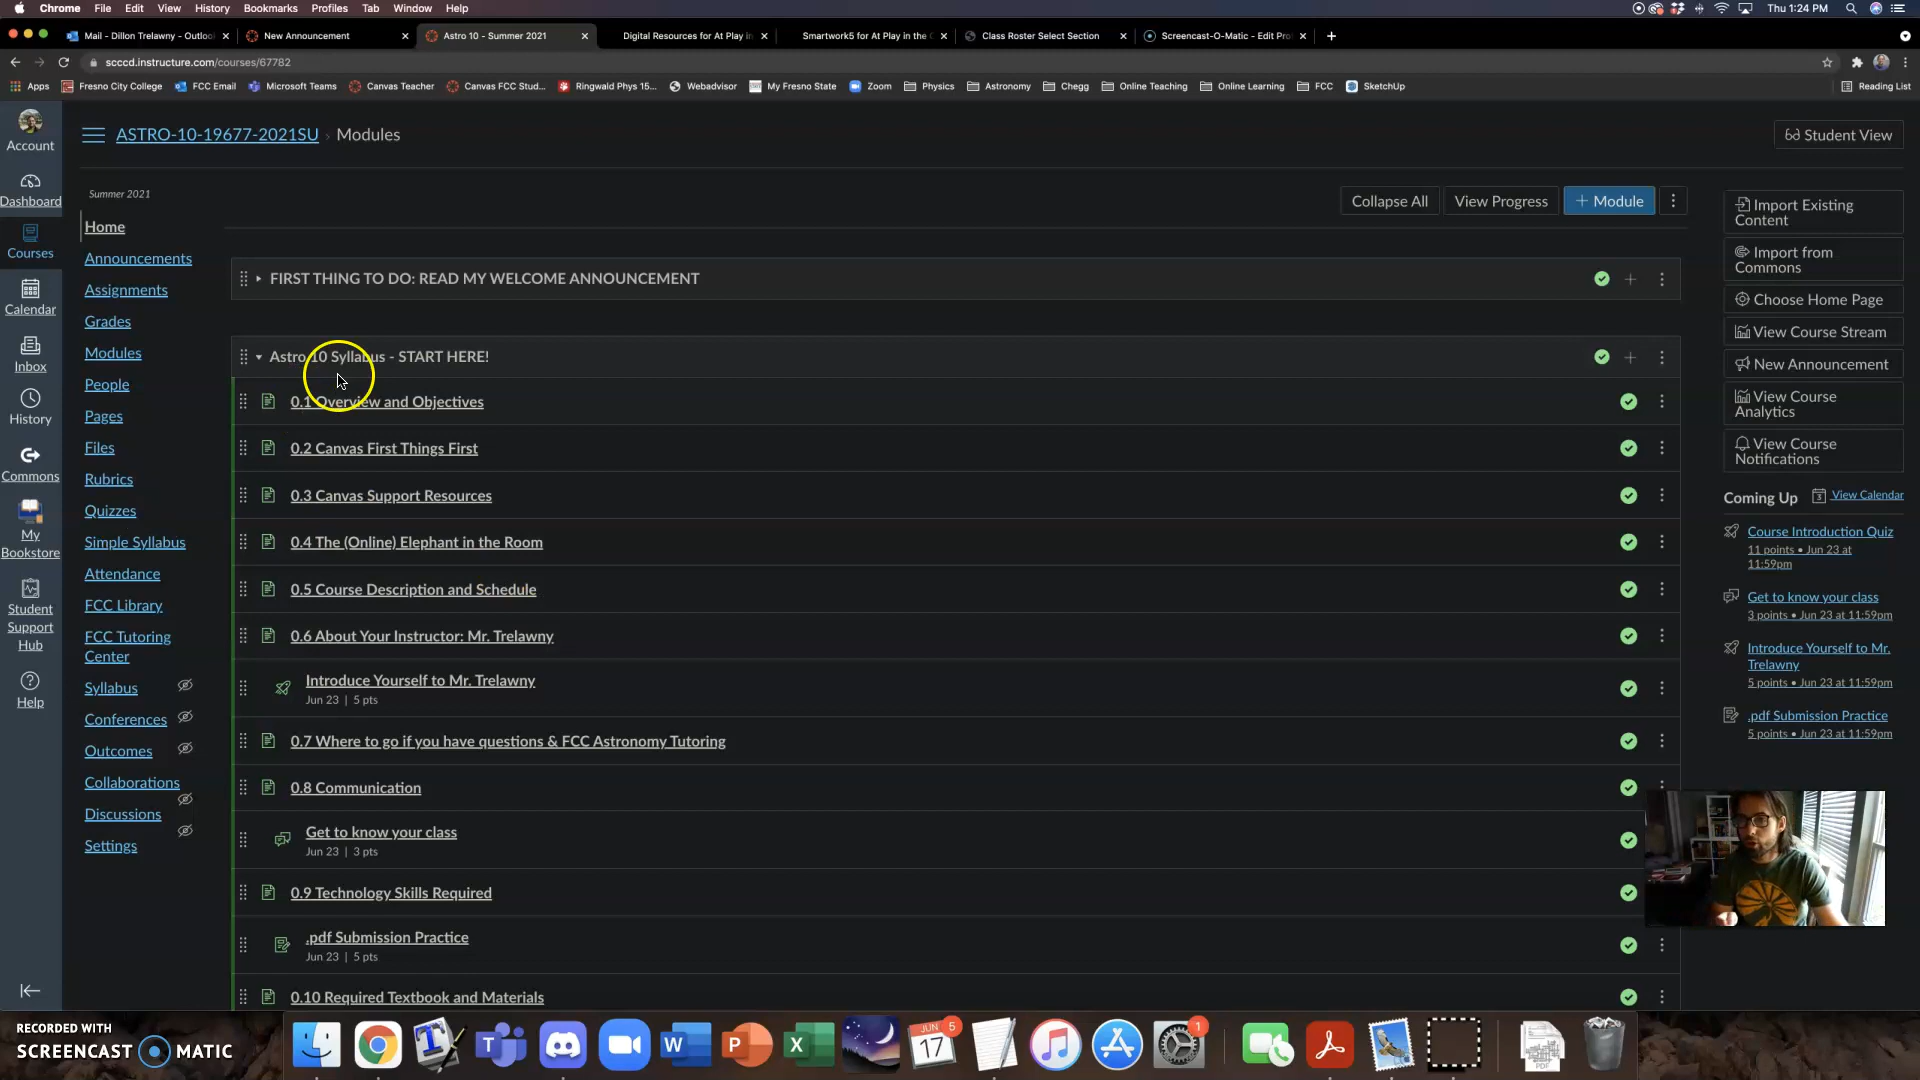 Chrome File Edit View History Bookmarks Profiles Tab Window Help Thu 1:24 PM
Mail - Dillon Trelawny - Outloo New Announcement Astro 10 - Summer 2021 Digital Resources for At Play in Smartwork5 for At Play in the C Class Roster Select Section Screencast-O-Matic - Edit Pro
scccd.instructure.com/courses/67782
Apps Fresno City College FCC Email Microsoft Teams Canvas Teacher Canvas FCC Stud... Ringwald Phys 15... Webadvisor My Fresno State Zoom Physics Astronomy Chegg Online Teaching Online Learning FCC SketchUp Reading List
Account
Dashboard
Courses
Calendar
Inbox
History
Commons
My
Bookstore
Student
Support
Hub
Help
ASTRO-10-19677-2021SU › Modules
Student View
Summer 2021
Home
Announcements
Assignments
Grades
Modules
People
Pages
Files
Rubrics
Quizzes
Simple Syllabus
Attendance
FCC Library
FCC Tutoring
Center
Syllabus
Conferences
Outcomes
Collaborations
Discussions
Settings
Collapse All View Progress + Module
FIRST THING TO DO: READ MY WELCOME ANNOUNCEMENT
Astro 10 Syllabus - START HERE!
0.1 Overview and Objectives
0.2 Canvas First Things First
0.3 Canvas Support Resources
0.4 The (Online) Elephant in the Room
0.5 Course Description and Schedule
0.6 About Your Instructor: Mr. Trelawny
Introduce Yourself to Mr. Trelawny
Jun 23 | 5 pts
0.7 Where to go if you have questions & FCC Astronomy Tutoring
0.8 Communication
Get to know your class
Jun 23 | 3 pts
0.9 Technology Skills Required
.pdf Submission Practice
Jun 23 | 5 pts
0.10 Required Textbook and Materials
Import Existing
Content
Import from
Commons
Choose Home Page
View Course Stream
New Announcement
View Course
Analytics
View Course
Notifications
Coming Up View Calendar
Course Introduction Quiz
11 points • Jun 23 at
11:59pm
Get to know your class
3 points • Jun 23 at 11:59pm
Introduce Yourself to Mr.
Trelawny
5 points • Jun 23 at 11:59pm
.pdf Submission Practice
5 points • Jun 23 at 11:59pm
RECORDED WITH
SCREENCAST MATIC
T
W
P
X
JUN
17
5
1
PDF